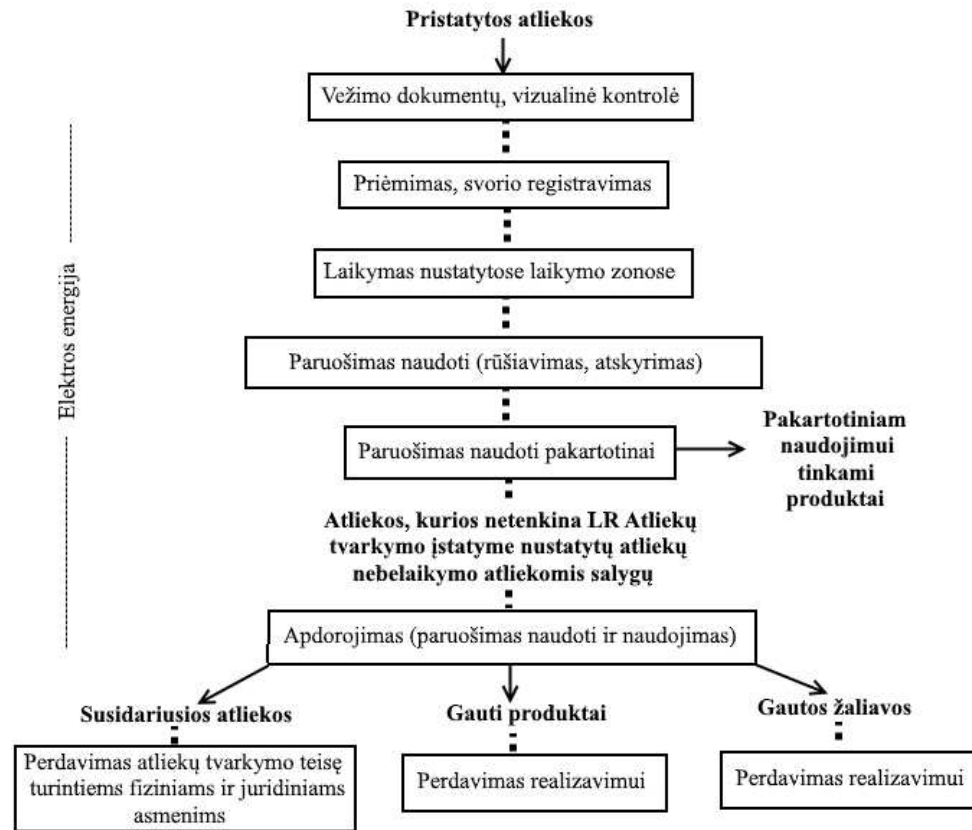 Pristatytos atliekos
Vežimo dokumentų, vizualinė kontrolė
Priėmimas, svorio registravimas
Laikymas nustatytose laikymo zonose
Elektros energija
Paruošimas naudoti (rūšiavimas, atskyrimas)
Paruošimas naudoti pakartotinai
Pakartotiniam
naudojimui
tinkami
produktai
Atliekos, kurios netenkina LR Atliekų
tvarkymo įstatyme nustatytų atliekų
nebelaikymo atliekomis salygų
Apdorojimas (paruošimas naudoti ir naudojimas)
Susidariusios atliekos
Perdavimas atliekų tvarkymo teisę
turintiems fiziniams ir juridiniams
asmenims
Gauti produktai
Perdavimas realizavimui
Gautos žaliavos
Perdavimas realizavimui